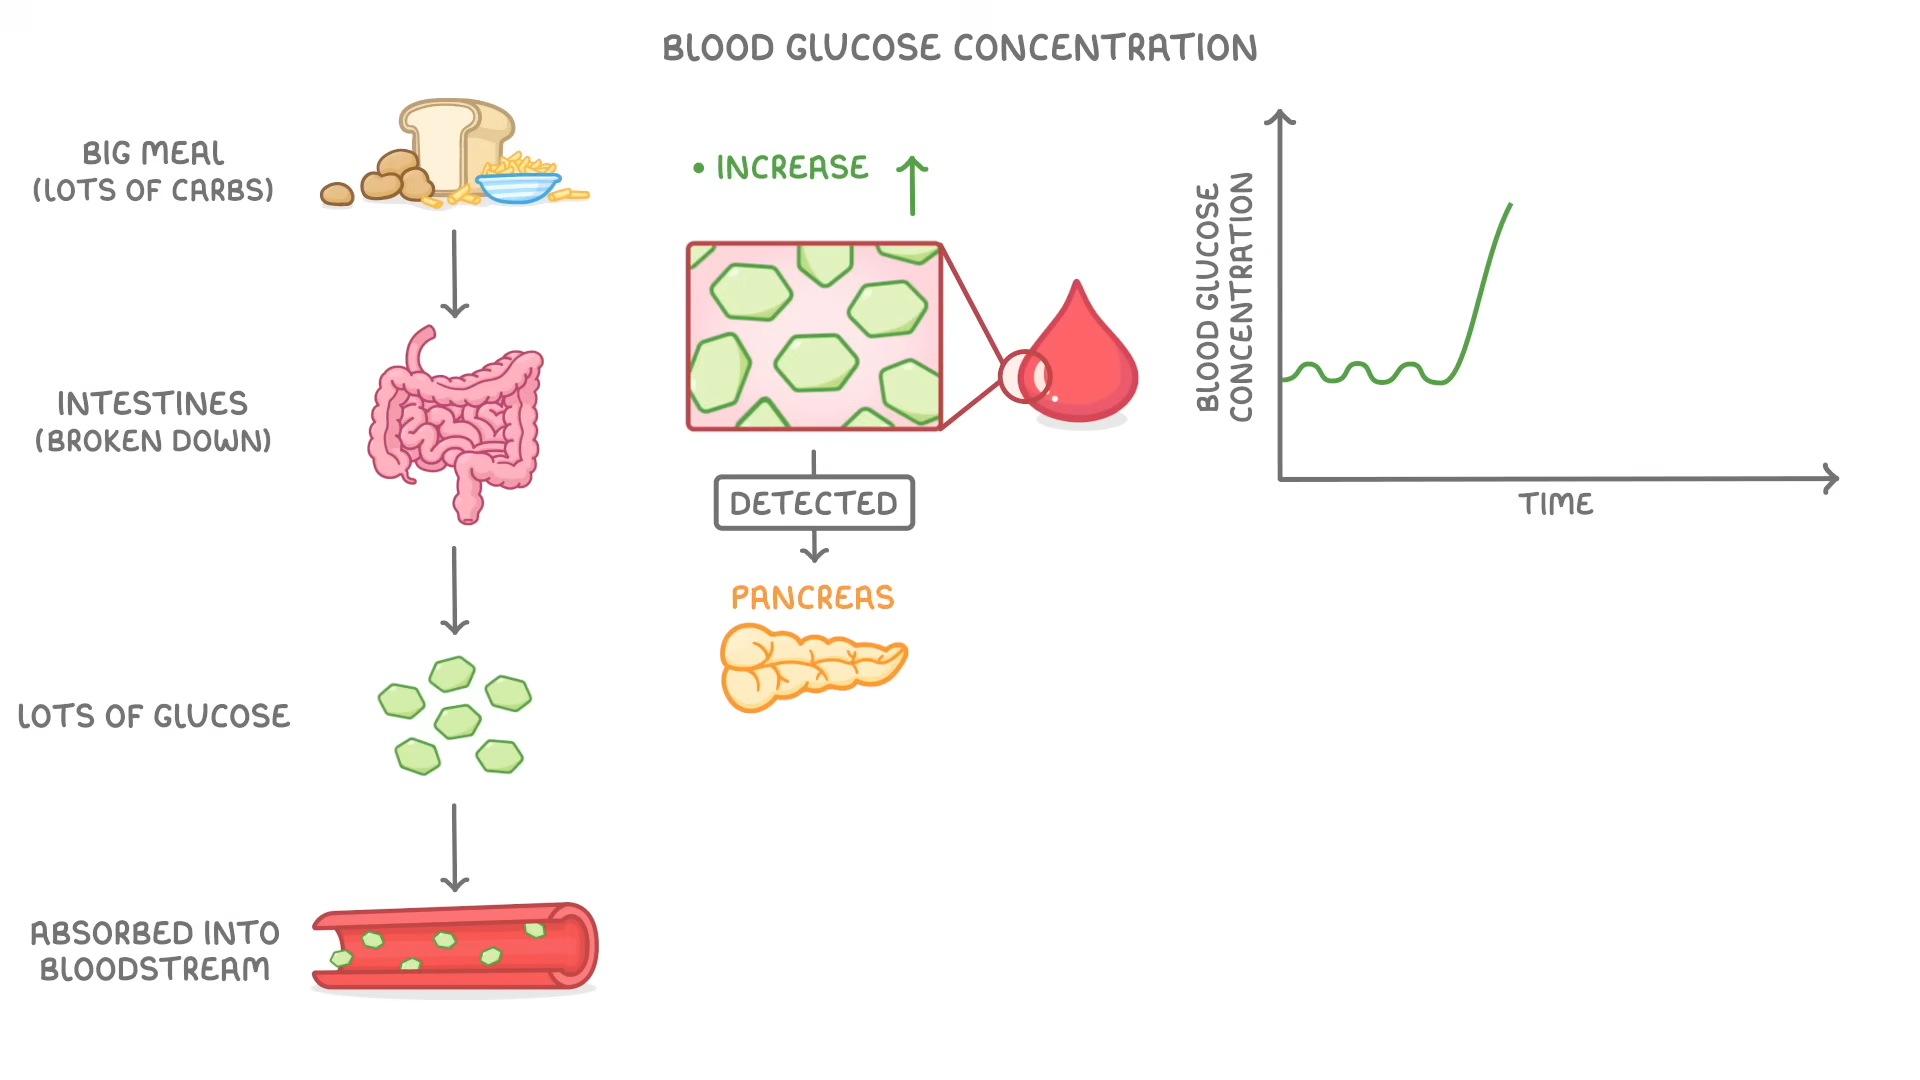 BLOOD GLUCOSE CONCENTRATION
BIG MEAL
(LOTS OF CARBS)
INTESTINES
(BROKEN DOWN)
LOTS OF GLUCOSE
ABSORBED INTO
BLOODSTREAM
• INCREASE
DETECTED
PANCREAS
BLOOD GLUCOSE
CONCENTRATION
TIME